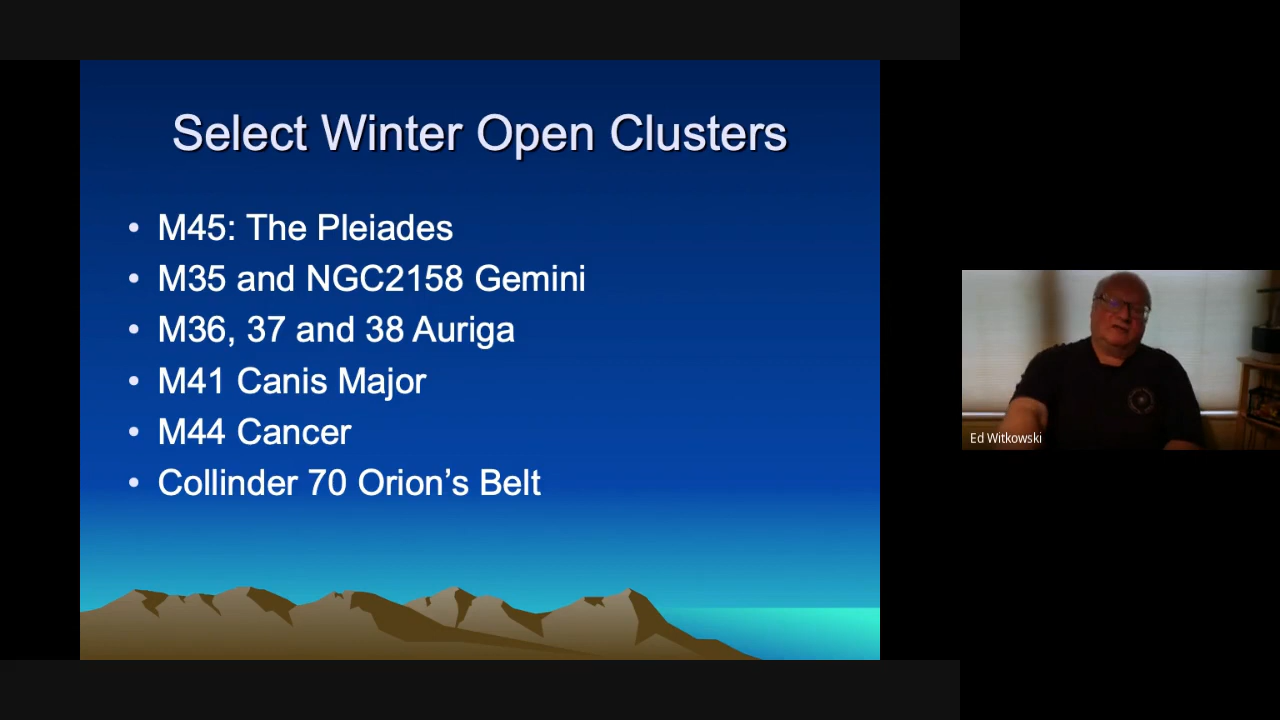 Select Winter Open Clusters
• M45: The Pleiades
• M35 and NGC2158 Gemini
• M36, 37 and 38 Auriga
• M41 Canis Major
• M44 Cancer
• Collinder 70 Orion’s Belt
Ed Witkowski